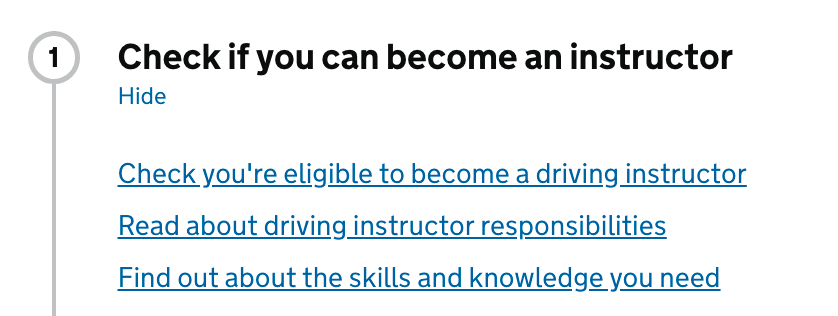 1
Check if you can become an instructor
Hide
Check you're eligible to become a driving instructor
Read about driving instructor responsibilities
Find out about the skills and knowledge you need